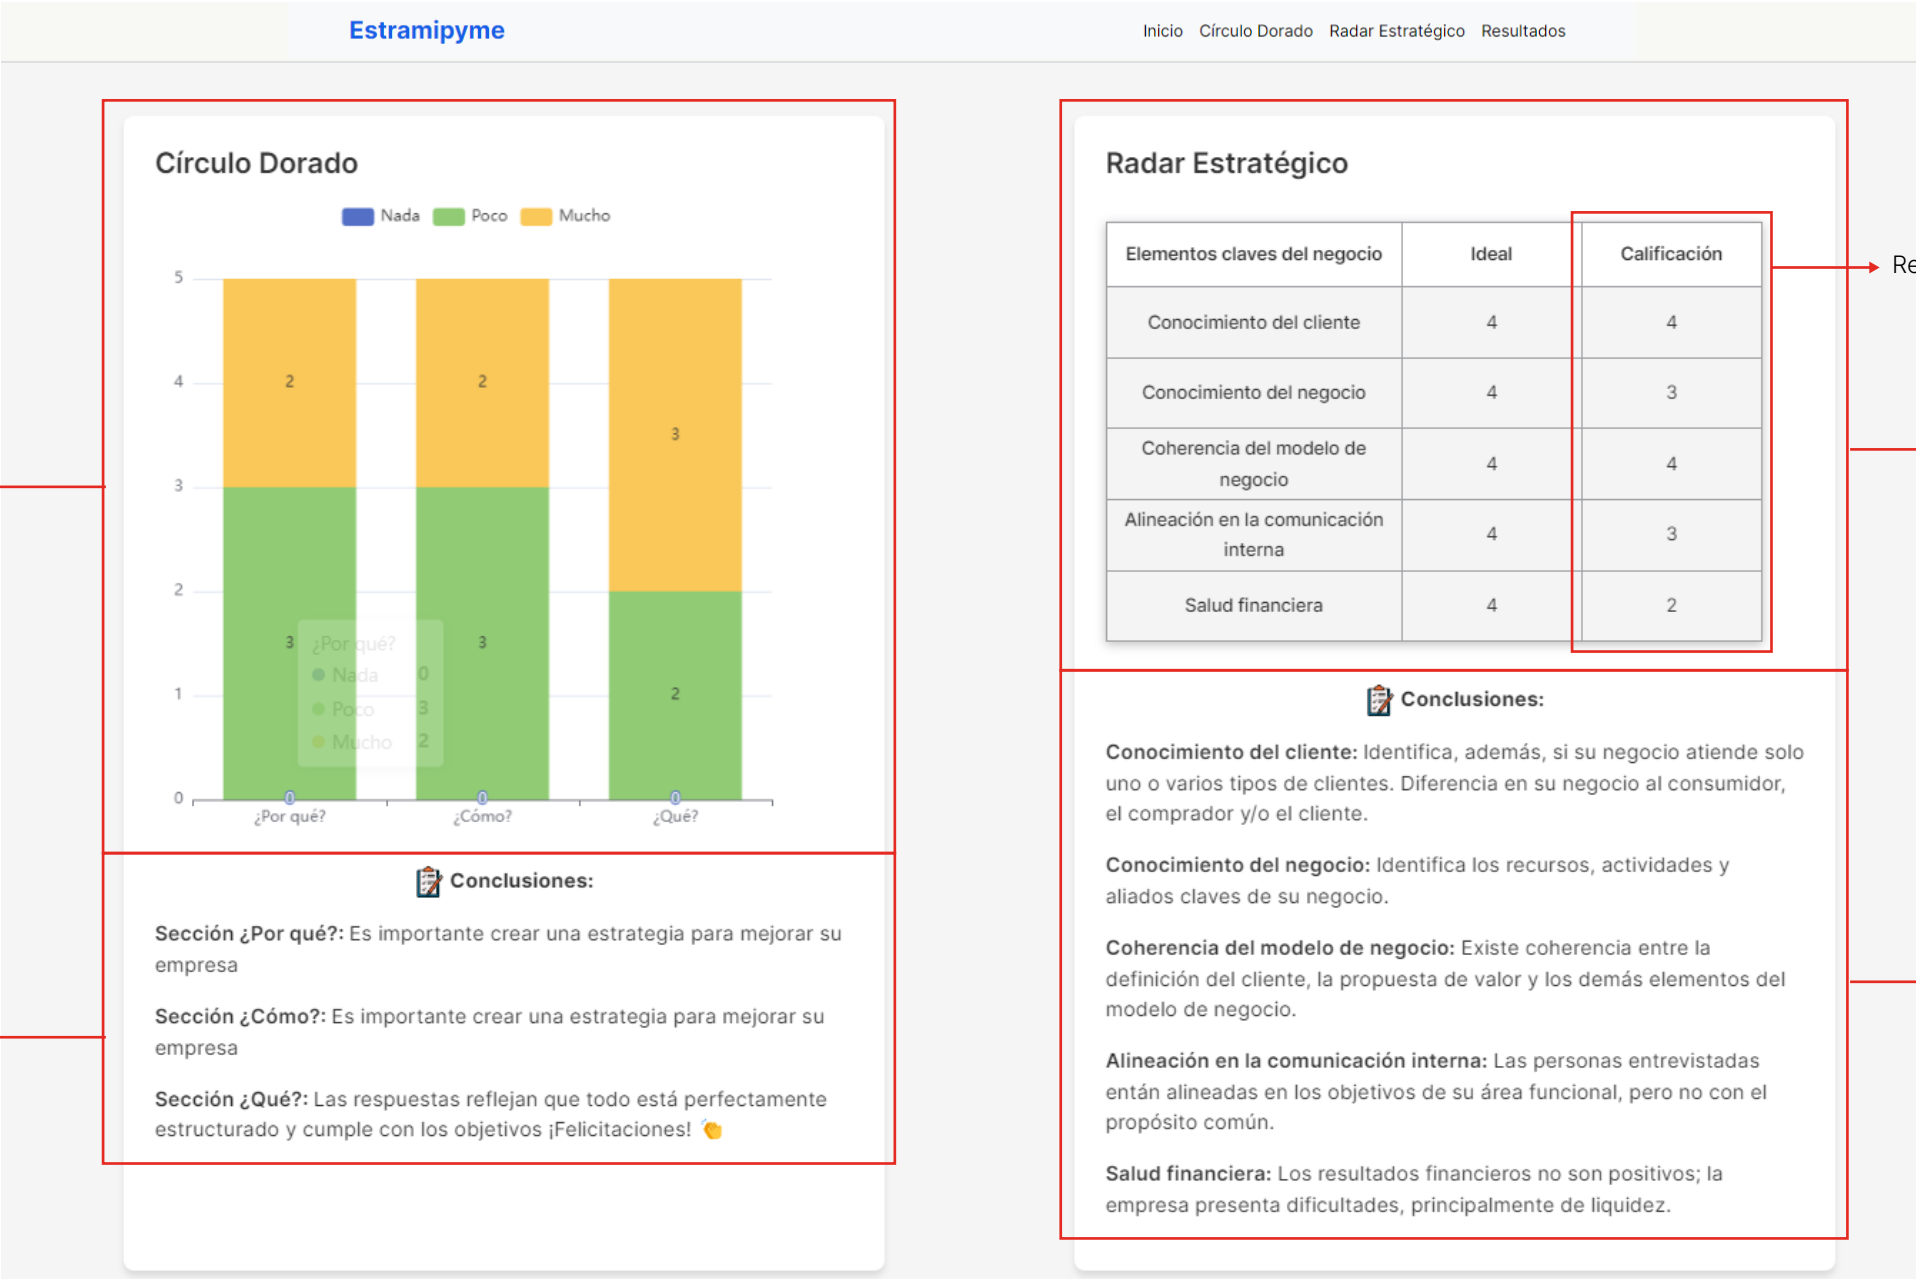 Estramipyme
Inicio Círculo Dorado Radar Estratégico Resultados
Círculo Dorado
Nada Poco Mucho
5
4
3
2
1
0
2
2
3
3
3
2
0
0
0
¿Por qué?
¿Cómo?
¿Qué?
¿Por qué?
Nada 0
Poco 3
Mucho 2
Conclusiones:
Sección ¿Por qué?: Es importante crear una estrategia para mejorar su
empresa
Sección ¿Cómo?: Es importante crear una estrategia para mejorar su
empresa
Sección ¿Qué?: Las respuestas reflejan que todo está perfectamente
estructurado y cumple con los objetivos ¡Felicitaciones!
Radar Estratégico
Elementos claves del negocio Ideal Calificación
Conocimiento del cliente 4 4
Conocimiento del negocio 4 3
Coherencia del modelo de
negocio 4 4
Alineación en la comunicación
interna 4 3
Salud financiera 4 2
Conclusiones:
Conocimiento del cliente: Identifica, además, si su negocio atiende solo
uno o varios tipos de clientes. Diferencia en su negocio al consumidor,
el comprador y/o el cliente.
Conocimiento del negocio: Identifica los recursos, actividades y
aliados claves de su negocio.
Coherencia del modelo de negocio: Existe coherencia entre la
definición del cliente, la propuesta de valor y los demás elementos del
modelo de negocio.
Alineación en la comunicación interna: Las personas entrevistadas
entán alineadas en los objetivos de su área funcional, pero no con el
propósito común.
Salud financiera: Los resultados financieros no son positivos; la
empresa presenta dificultades, principalmente de liquidez.